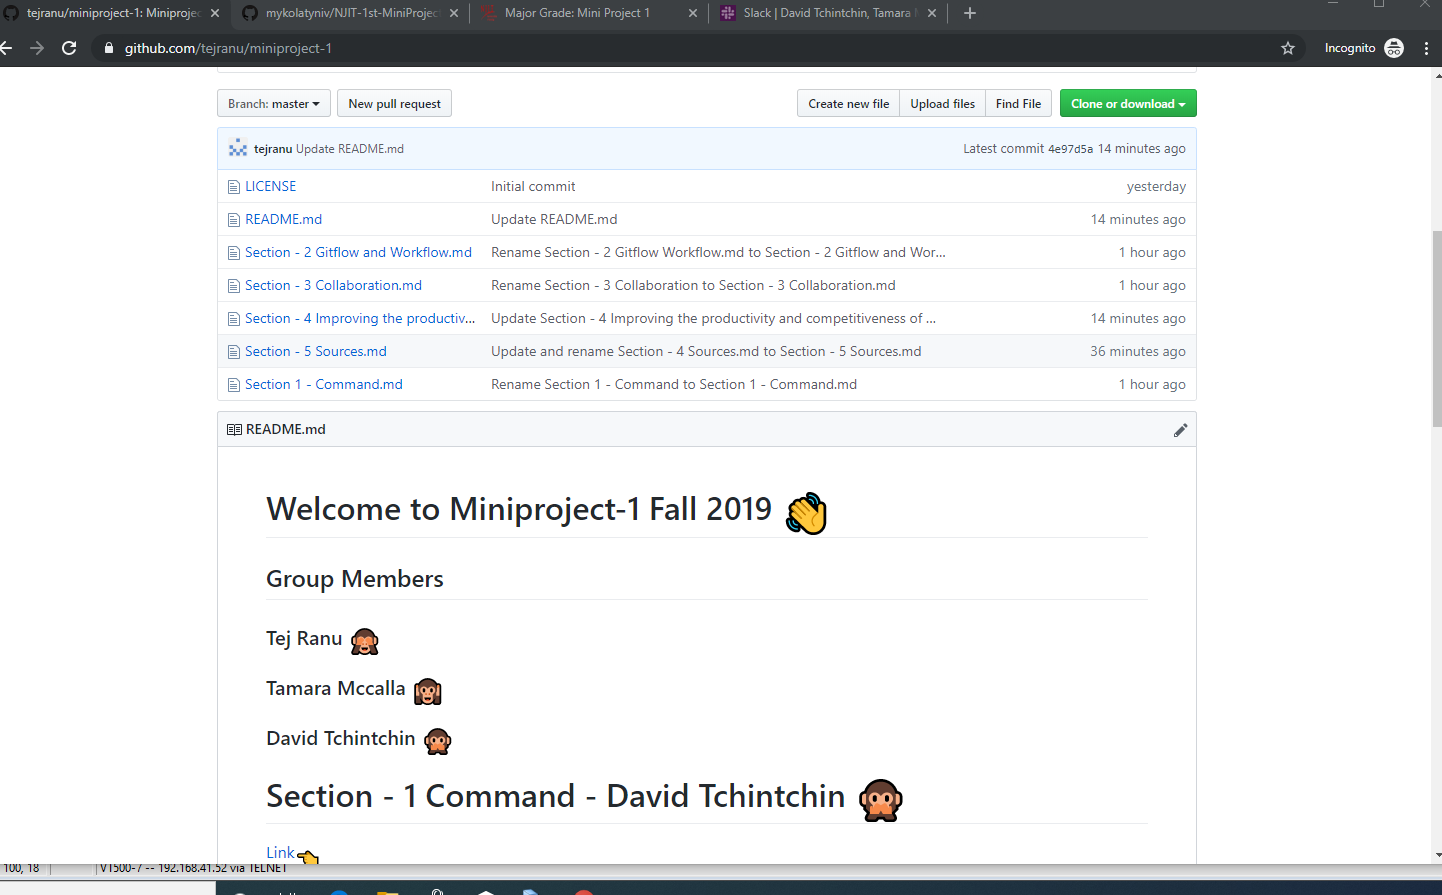 tejranu/miniproject-1: Miniprojec
mykolatyniv/NJIT-1st-MiniProjec
Major Grade: Mini Project 1
Slack | David Tchintchin, Tamara
github.com/tejranu/miniproject-1
Incognito
Branch: master
New pull request
Create new file
Upload files
Find File
Clone or download
tejranu Update README.md
Latest commit 4e97d5a 14 minutes ago
LICENSE Initial commit yesterday
README.md Update README.md 14 minutes ago
Section - 2 Gitflow and Workflow.md Rename Section - 2 Gitflow Workflow.md to Section - 2 Gitflow and Wor... 1 hour ago
Section - 3 Collaboration.md Rename Section - 3 Collaboration to Section - 3 Collaboration.md 1 hour ago
Section - 4 Improving the productiv... Update Section - 4 Improving the productivity and competitiveness of ... 14 minutes ago
Section - 5 Sources.md Update and rename Section - 4 Sources.md to Section - 5 Sources.md 36 minutes ago
Section 1 - Command.md Rename Section 1 - Command to Section 1 - Command.md 1 hour ago
README.md
Welcome to Miniproject-1 Fall 2019
Group Members
Tej Ranu
Tamara Mccalla
David Tchintchin
Section - 1 Command - David Tchintchin
Link
100, 18
VT500-7 -- 192.168.41.52 via TELNET